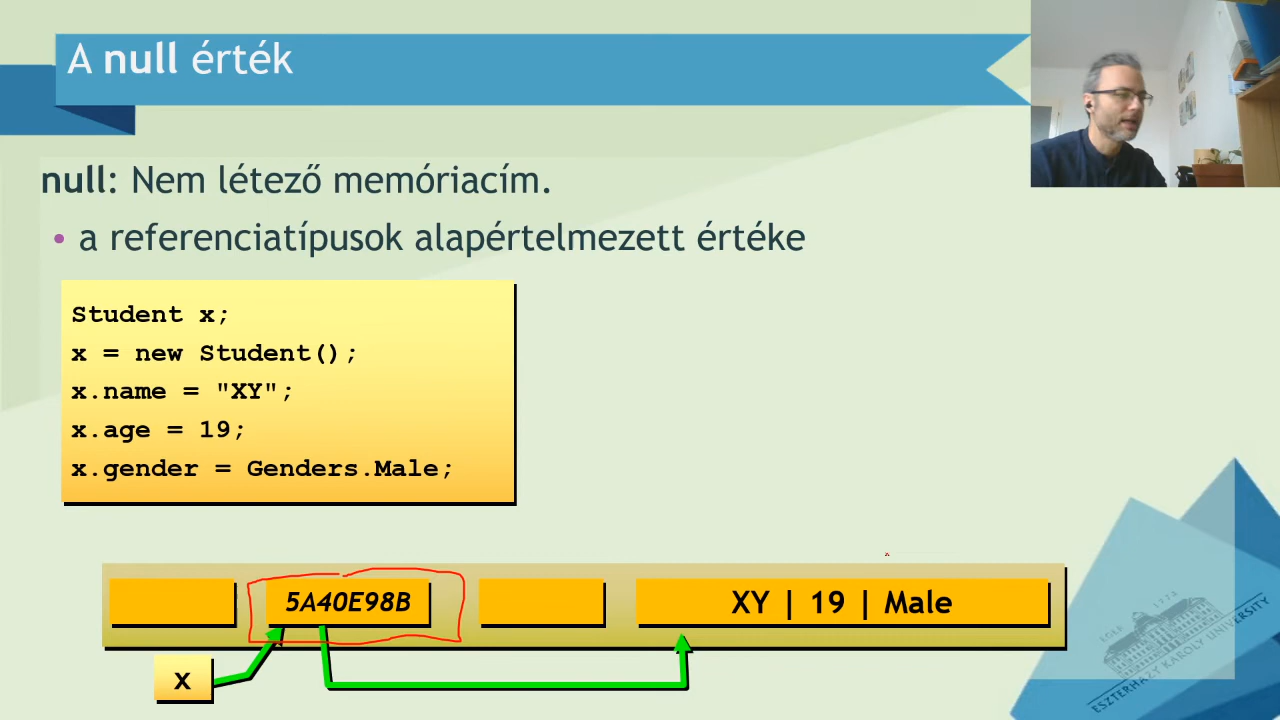 A null érték
null: Nem létező memóriacím.
• a referenciatípusok alapértelmezett értéke
Student x;
x = new Student();
x.name = "XY";
x.age = 19;
x.gender = Genders.Male;
5A40E98B
XY | 19 | Male
x
1774
ESZTERHÁZY KÁROLY UNIVERSITY